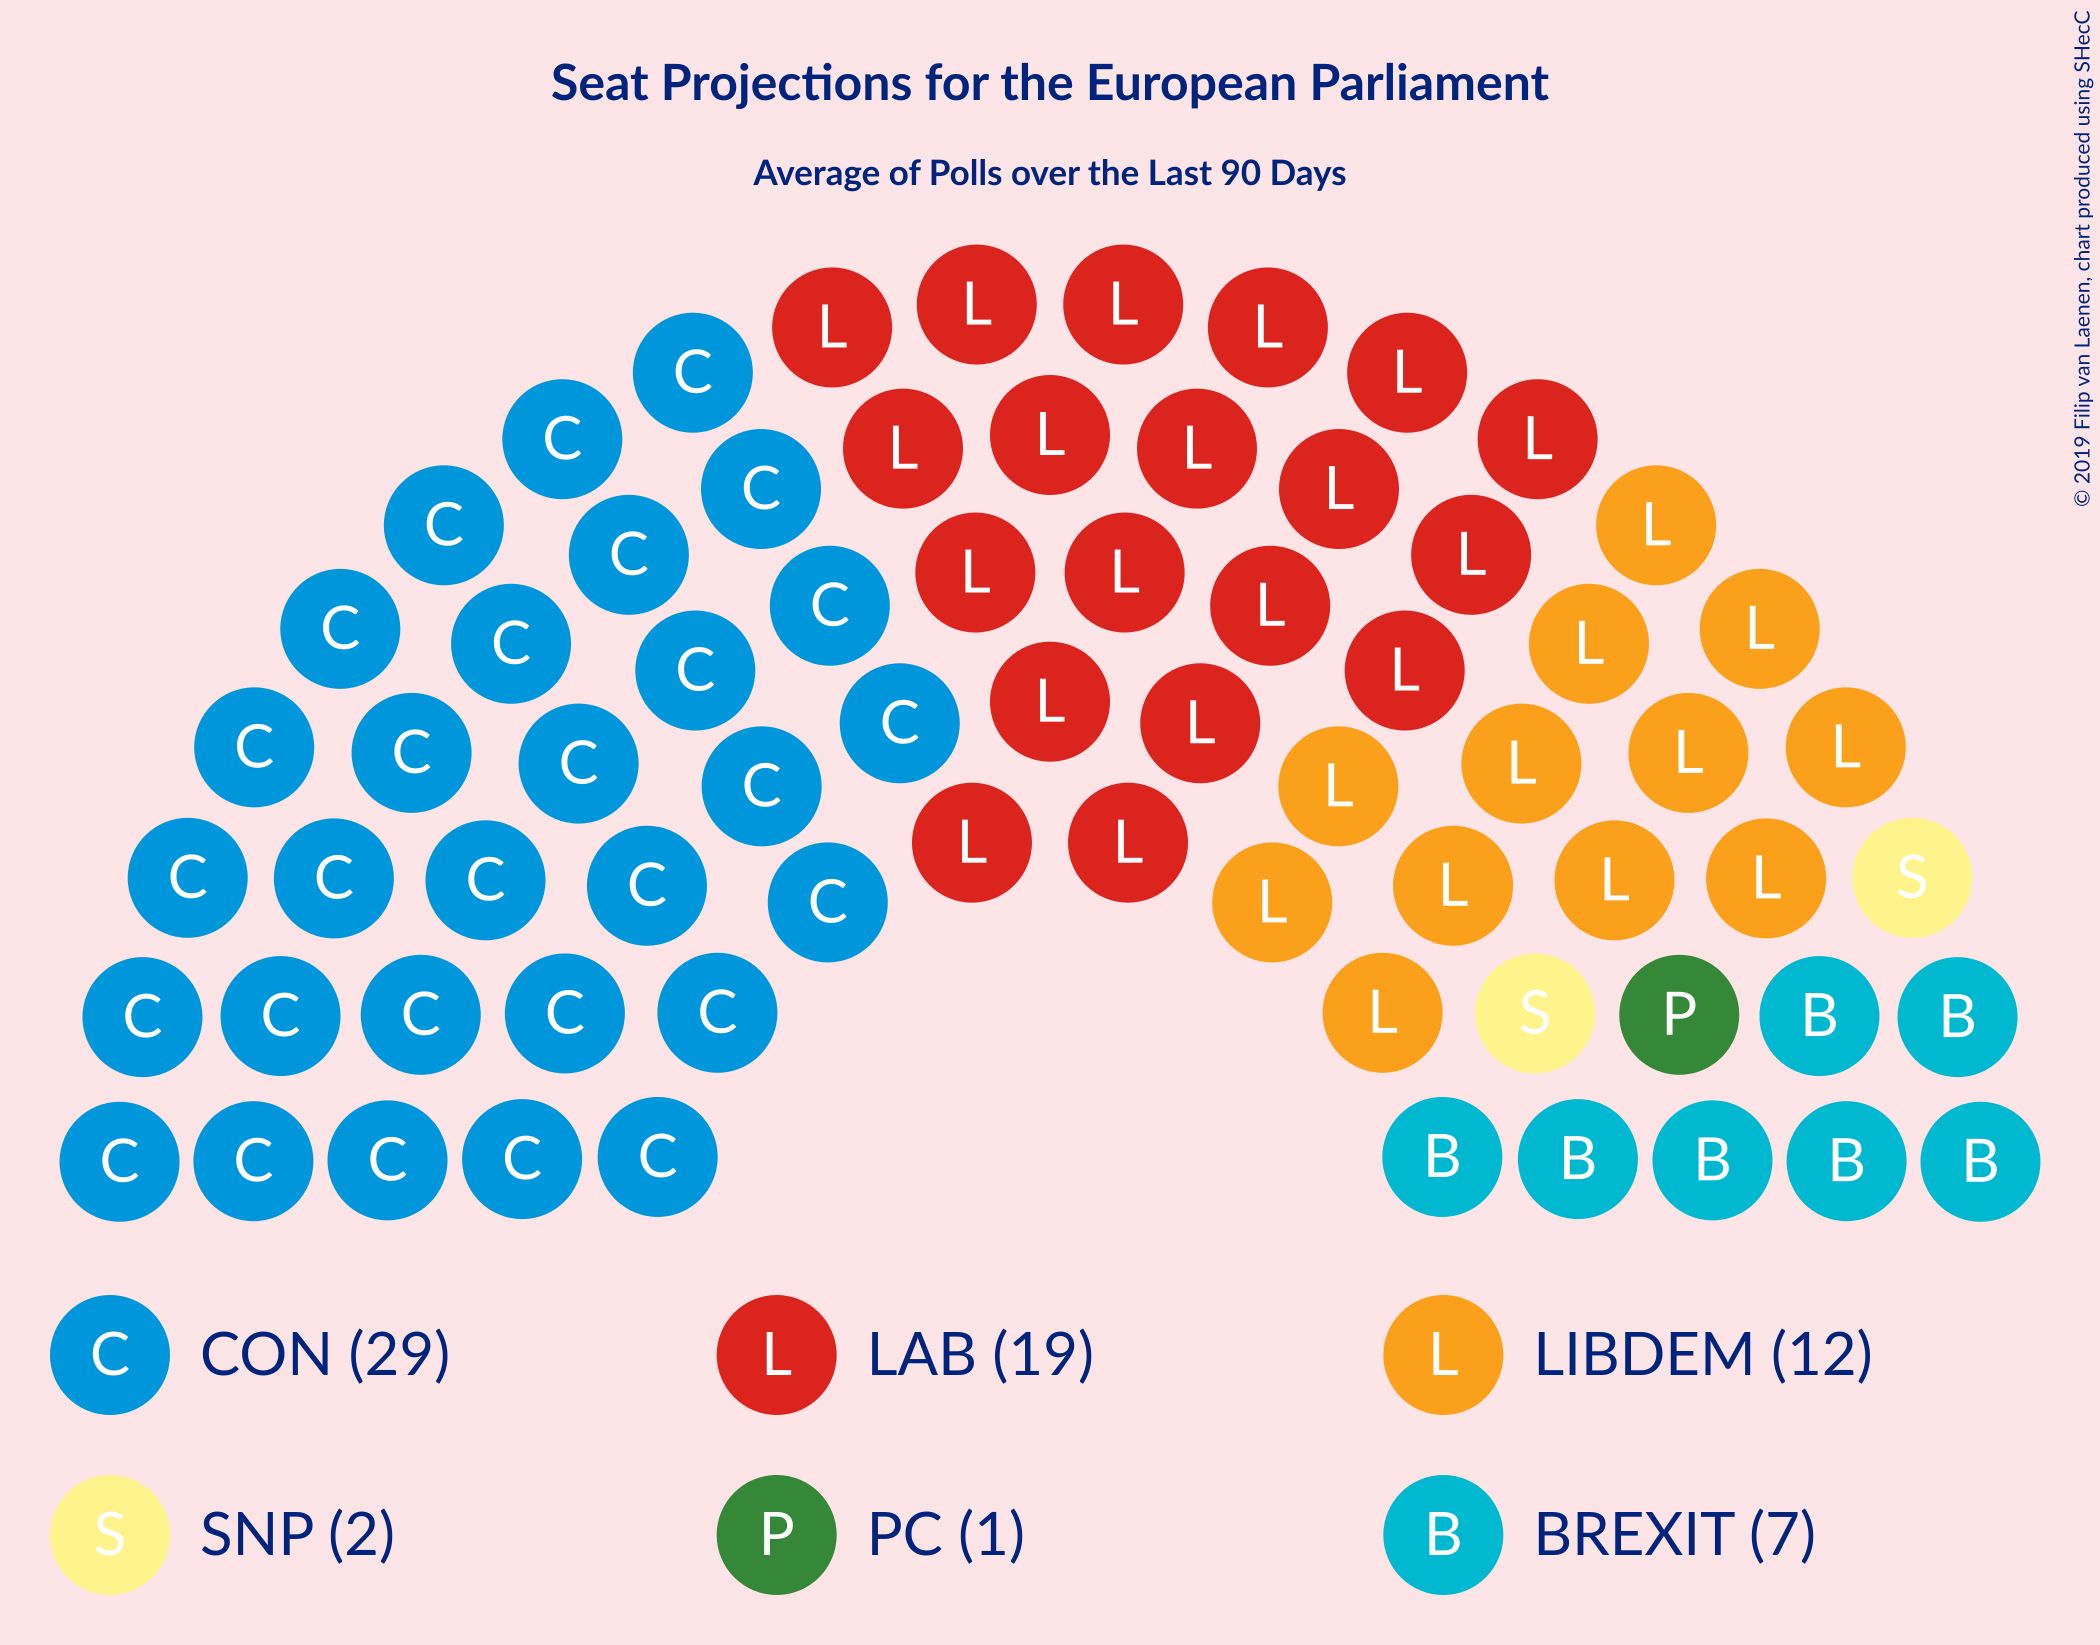 Seat Projections for the European Parliament
Average of Polls over the Last 90 Days
© 2019 Filip van Laenen, chart produced using SHecC
L L L L
C L
C L L L L
C C L L
C C L L L L
C C L L L
C C L L L L
C C C L L L
C C C L L
C C C C C L L L L L L L S
C C C C C L S P B B
C C C C C B B B B B
C CON (29) L LAB (19) L LIBDEM (12)
S SNP (2) P PC (1) B BREXIT (7)